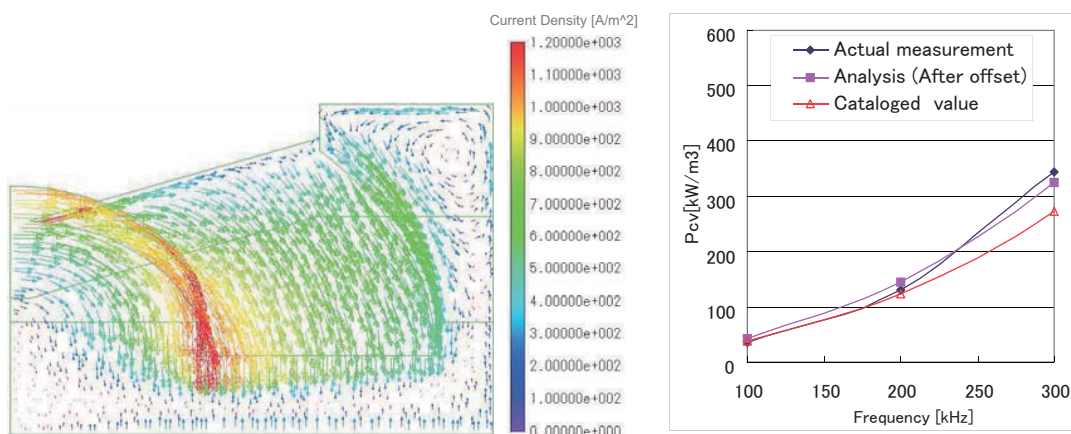 Current Density [A/m^2]
1.20000e+003
1.10000e+003
1.00000e+003
9.00000e+002
8.00000e+002
7.00000e+002
6.00000e+002
5.00000e+002
4.00000e+002
3.00000e+002
2.00000e+002
1.00000e+002
0.00000e+000
Actual measurement
Analysis (After offset)
Cataloged value
Pcv[kW/m3]
600
500
400
300
200
100
0
100 150 200 250 300
Frequency [kHz]